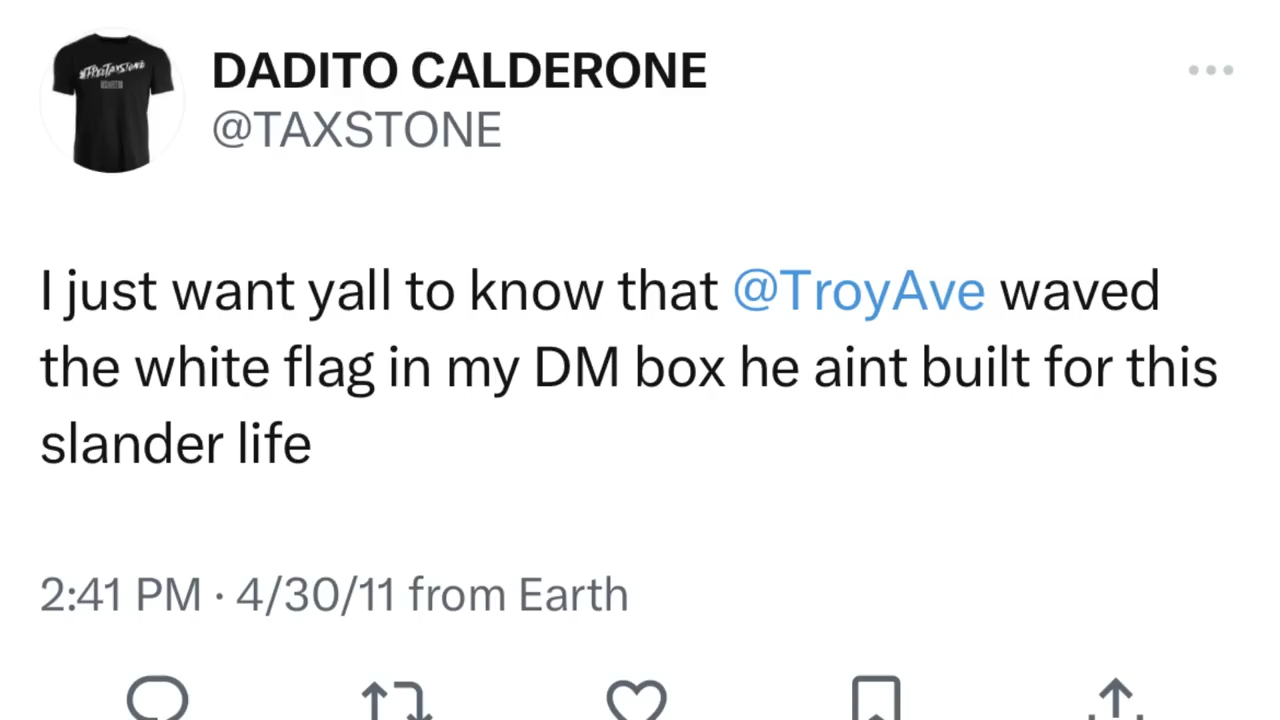 #FREETAXSTONE
DADITO CALDERONE
@TAXSTONE
I just want yall to know that @TroyAve waved
the white flag in my DM box he aint built for this
slander life
2:41 PM · 4/30/11 from Earth